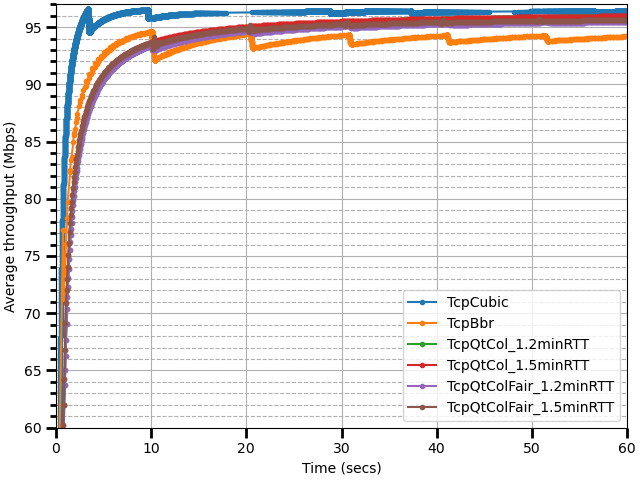 95
90
85
80
75
70
65
60
Average throughput (Mbps)
TcpCubic
TcpBbr
TcpQtCol_1.2minRTT
TcpQtCol_1.5minRTT
TcpQtColFair_1.2minRTT
TcpQtColFair_1.5minRTT
0 10 20 30 40 50 60
Time (secs)